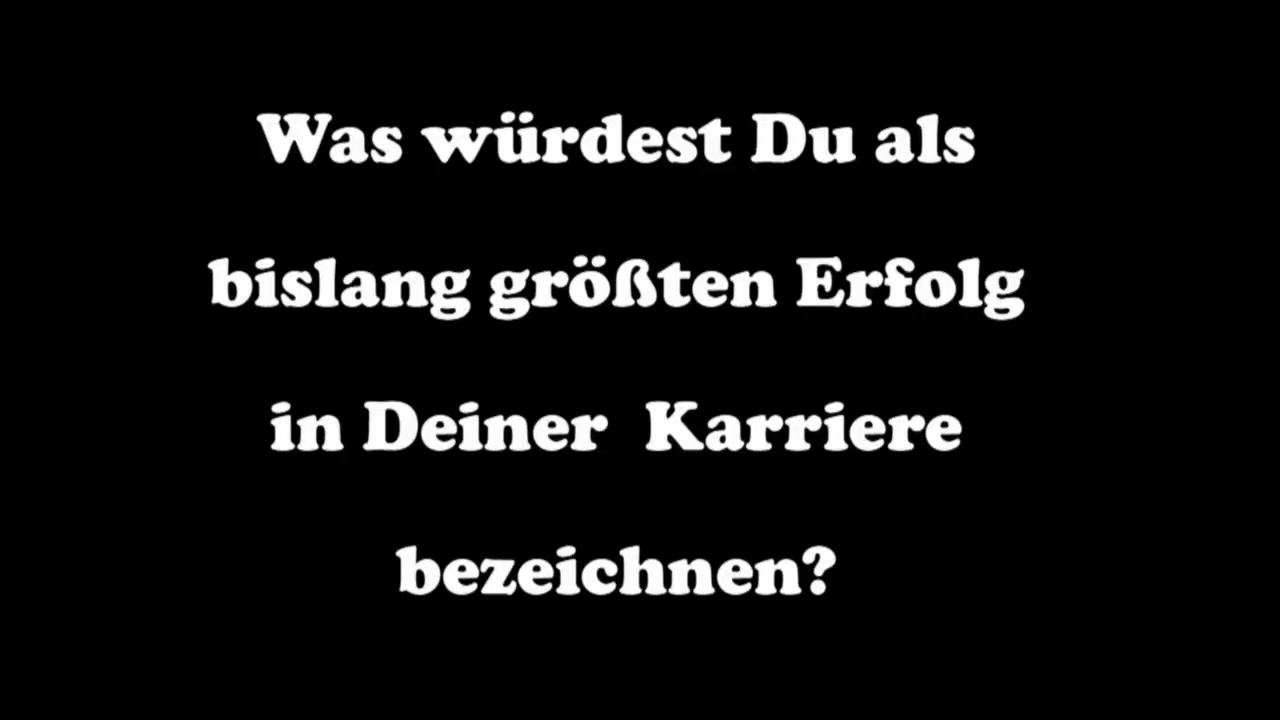 Was würdest Du als
bislang größten Erfolg
in Deiner Karriere
bezeichnen?